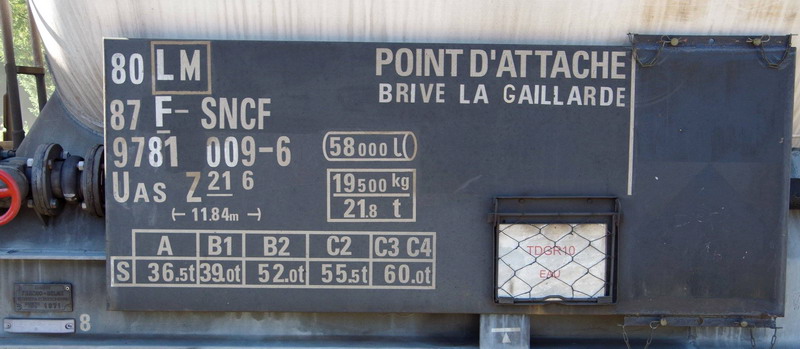 80 LM
87 F-SNCF
9781 009-6
UAS Z 21 6
11.84m
58000 L
19500 kg
21.8 t
A B1 B2 C2 C3 C4
S 36.5t 39.0t 52.0t 55.5t 60.0t
POINT D'ATTACHE
BRIVE LA GAILLARDE
TDGR10
EAU
8